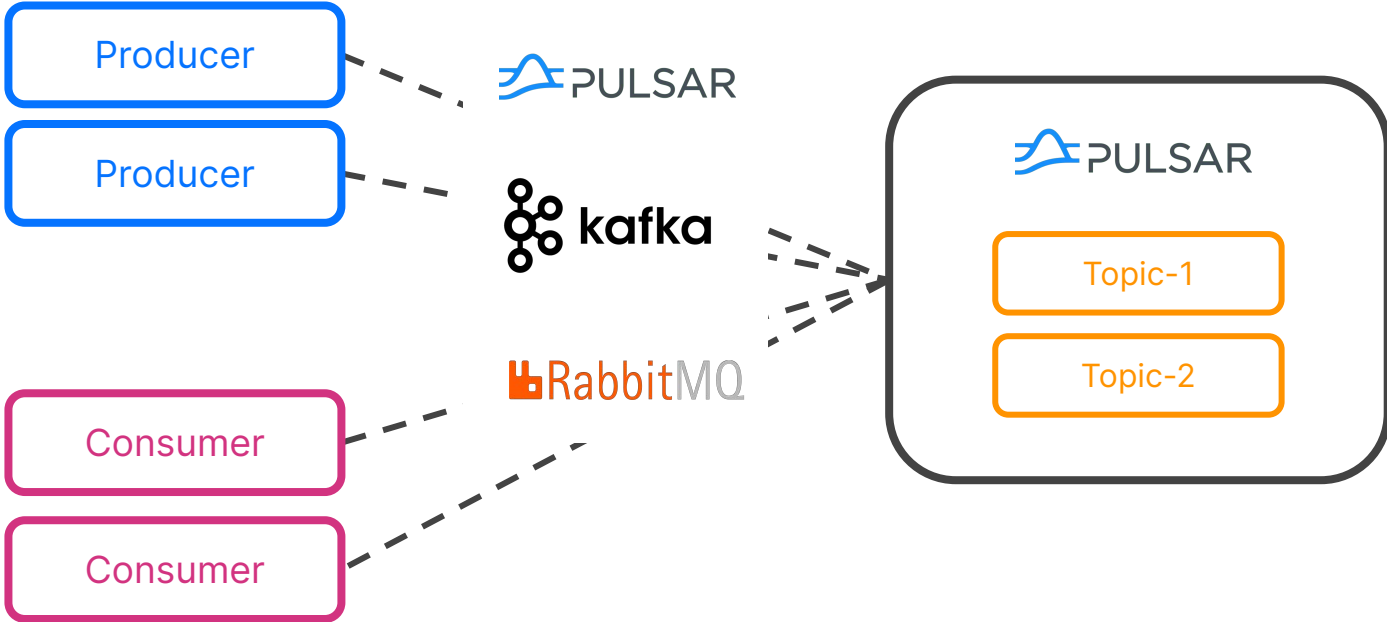 Producer
Producer
Consumer
Consumer
PULSAR
kafka
RabbitMQ
PULSAR
Topic-1
Topic-2